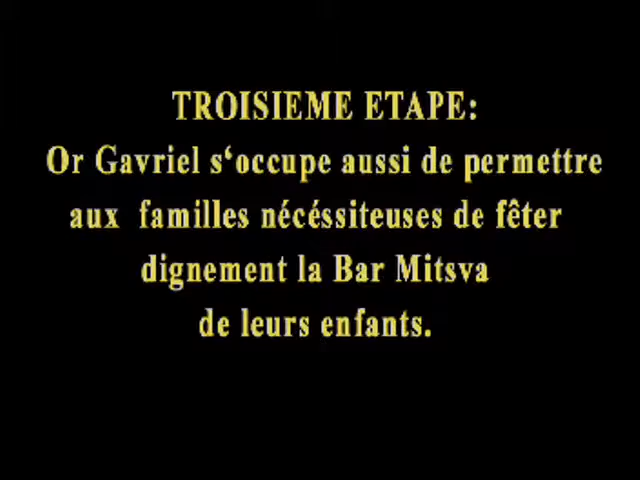 TROISIEME ETAPE:
Or Gavriel s‘occupe aussi de permettre
aux familles nécéssiteuses de fêter
dignement la Bar Mitsva
de leurs enfants.